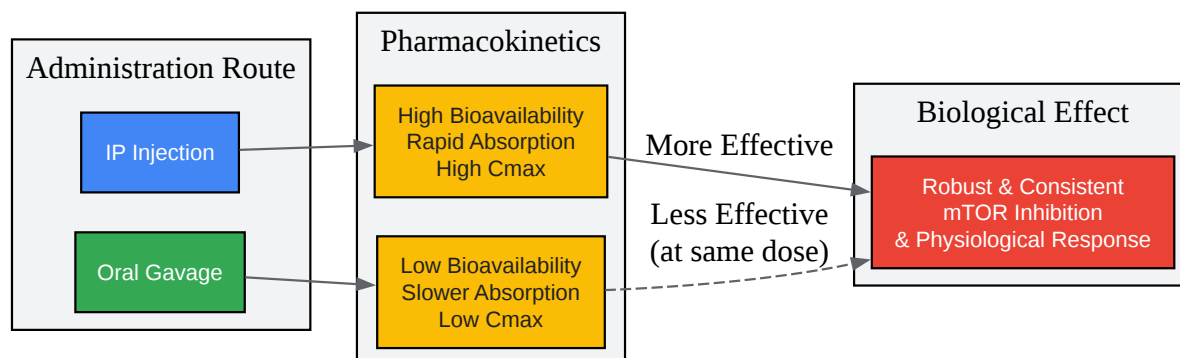 Administration Route
IP Injection
Oral Gavage
Pharmacokinetics
High Bioavailability
Rapid Absorption
High Cmax
Low Bioavailability
Slower Absorption
Low Cmax
More Effective
Less Effective
(at same dose)
Biological Effect
Robust & Consistent
mTOR Inhibition
& Physiological Response